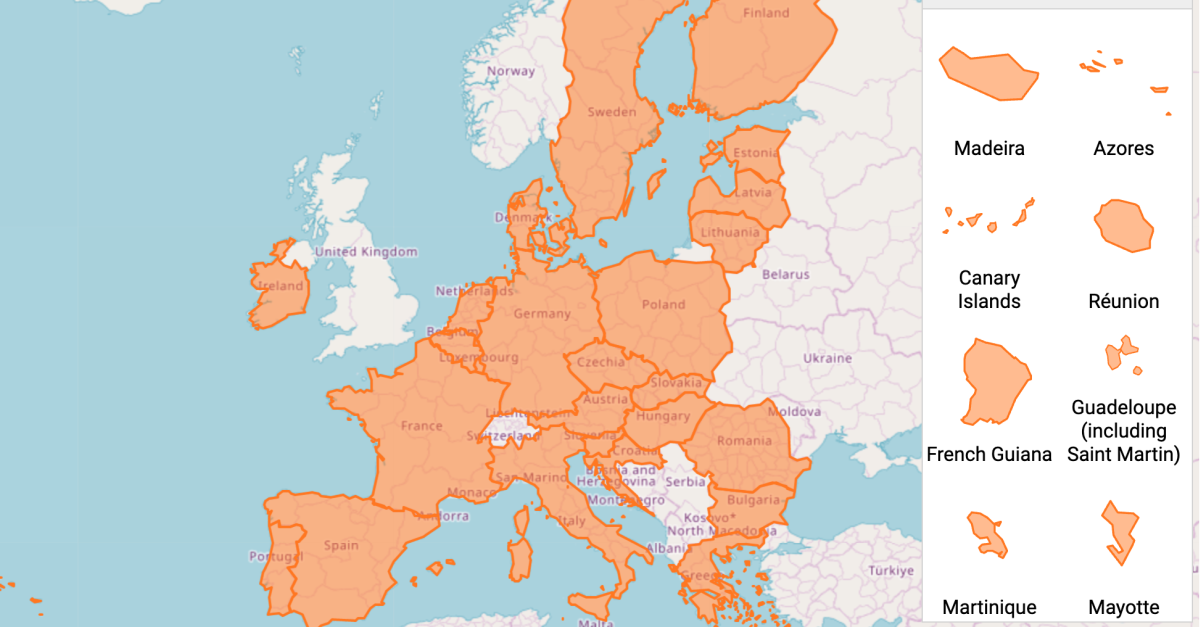 Finland
Norway
Sweden
Estonia
Latvia
Denmark
Lithuania
United Kingdom
Belarus
Ireland
Netherlands
Poland
Germany
Belgium
Luxembourg
Czechia
Ukraine
Slovakia
Austria
Liechtenstein
Moldova
Hungary
France
Switzerland
Slovenia
Romania
Croatia
San Marino
Bosnia and
Herzegovina
Serbia
Monaco
Montenegro
Bulgaria
Andorra
Kosovo*
Italy
North Macedonia
Spain
Albania
Portugal
Türkiye
Greece
Malta
Madeira
Azores
Canary
Islands
Réunion
French Guiana
Guadeloupe
(including
Saint Martin)
Martinique
Mayotte